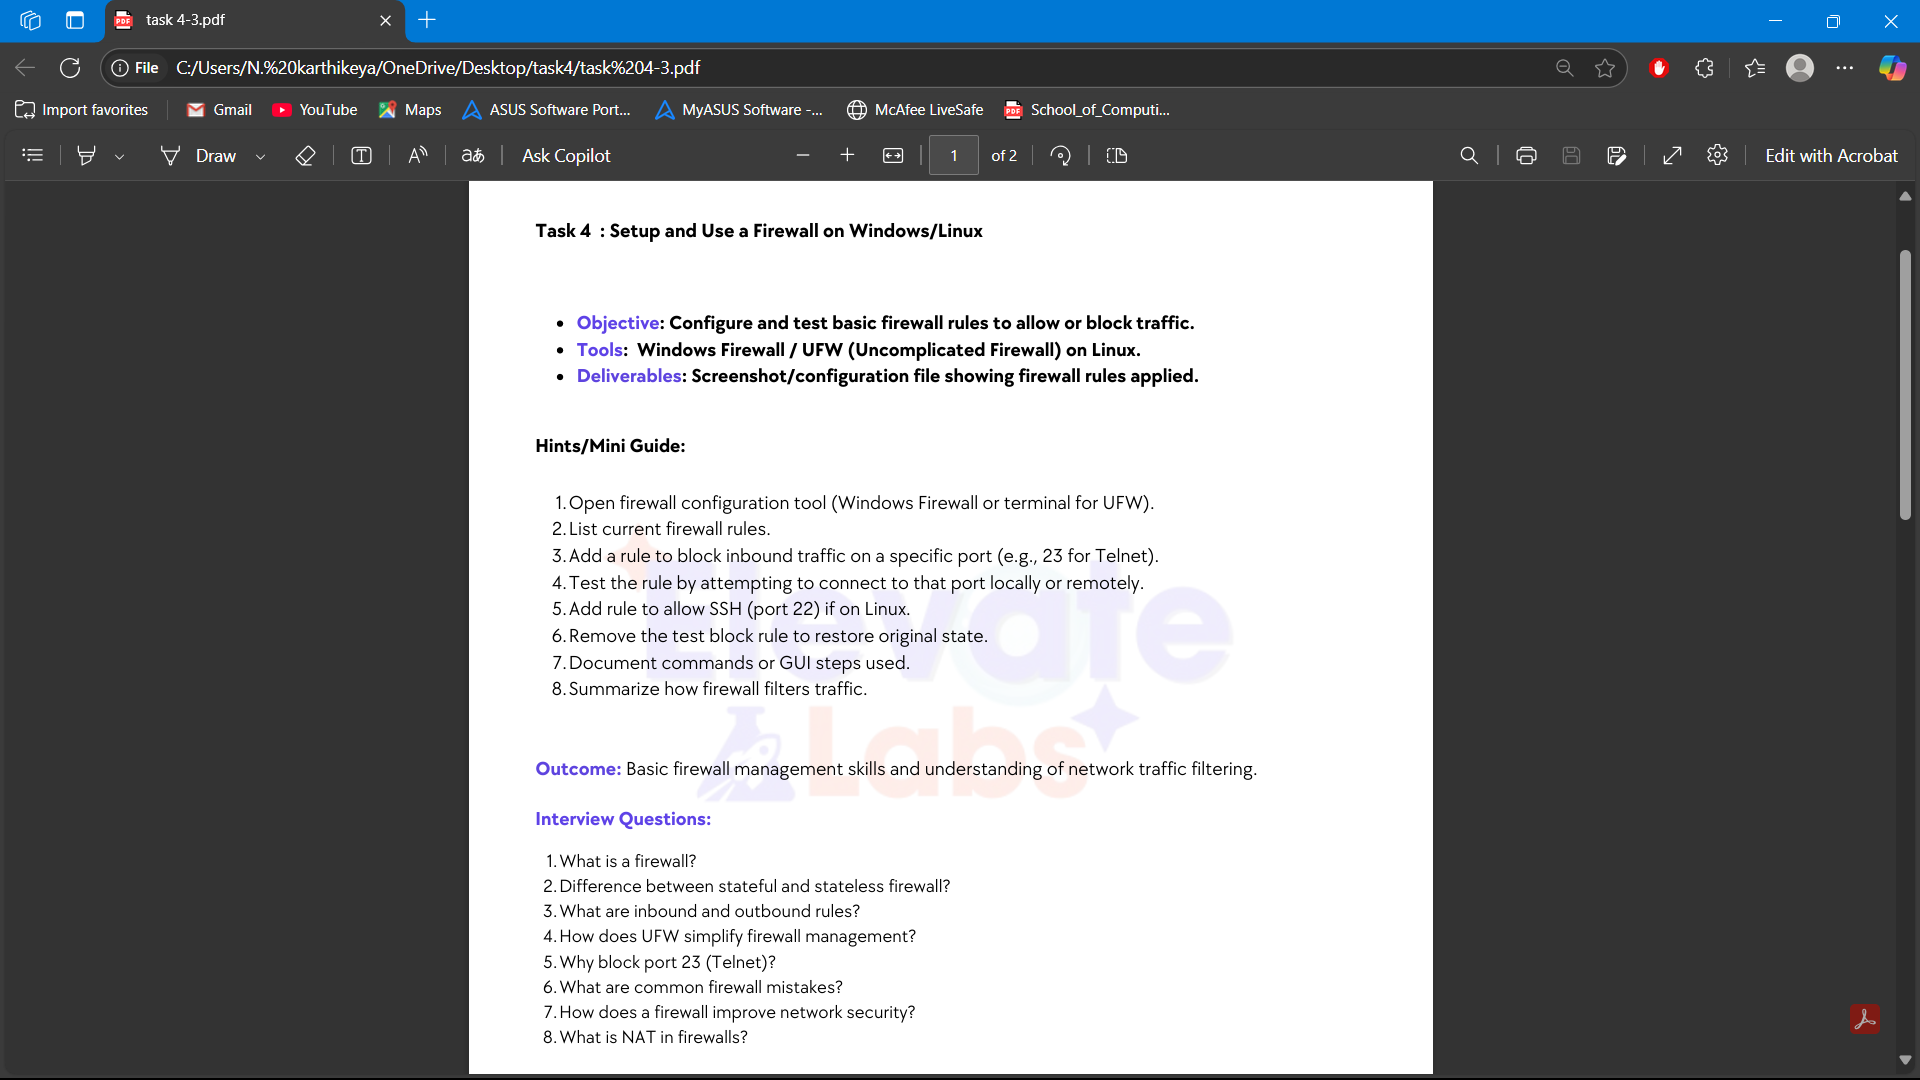 task 4-3.pdf
File C:/Users/N.%20karthikeya/OneDrive/Desktop/task4/task%204-3.pdf
Import favorites Gmail YouTube Maps ASUS Software Port... MyASUS Software -... McAfee LiveSafe School_of_Computi...
Draw Ask Copilot 1 of 2 Edit with Acrobat
Task 4 : Setup and Use a Firewall on Windows/Linux
• Objective: Configure and test basic firewall rules to allow or block traffic.
• Tools: Windows Firewall / UFW (Uncomplicated Firewall) on Linux.
• Deliverables: Screenshot/configuration file showing firewall rules applied.
Hints/Mini Guide:
1. Open firewall configuration tool (Windows Firewall or terminal for UFW).
2. List current firewall rules.
3. Add a rule to block inbound traffic on a specific port (e.g., 23 for Telnet).
4. Test the rule by attempting to connect to that port locally or remotely.
5. Add rule to allow SSH (port 22) if on Linux.
6. Remove the test block rule to restore original state.
7. Document commands or GUI steps used.
8. Summarize how firewall filters traffic.
Elevate
Labs
Outcome: Basic firewall management skills and understanding of network traffic filtering.
Interview Questions:
1. What is a firewall?
2. Difference between stateful and stateless firewall?
3. What are inbound and outbound rules?
4. How does UFW simplify firewall management?
5. Why block port 23 (Telnet)?
6. What are common firewall mistakes?
7. How does a firewall improve network security?
8. What is NAT in firewalls?